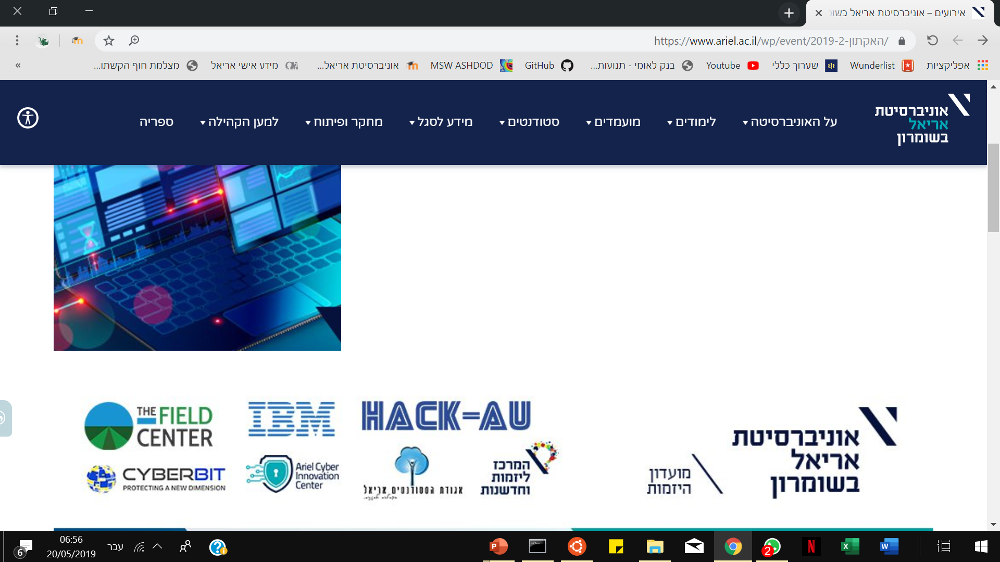 אירועים – אוניברסיטת אריאל בשומ
https://www.ariel.ac.il/wp/event/2019-2-האקתון/
אפליקציות
Wunderlist
שערוך כללי
Youtube
בנק לאומי - תנועות...
GitHub
MSW ASHDOD
אוניברסיטת אריאל...
מידע אישי אריאל
מצלמת חוף הקשתו...
»
אוניברסיטת
אריאל
בשומרון
על האוניברסיטה
לימודים
מועמדים
סטודנטים
מידע לסגל
מחקר ופיתוח
למען הקהילה
ספריה
אוניברסיטת
אריאל
בשומרון
מועדון
היזמות
HACK-AU
המרכז
ליזמות
וחדשנות
אגודת הסטודנטים אריאל
IBM
Ariel Cyber
Innovation
Center
THE FIELD
CENTER
CYBERBIT
PROTECTING A NEW DIMENSION
06:56
20/05/2019
עבר
6
2